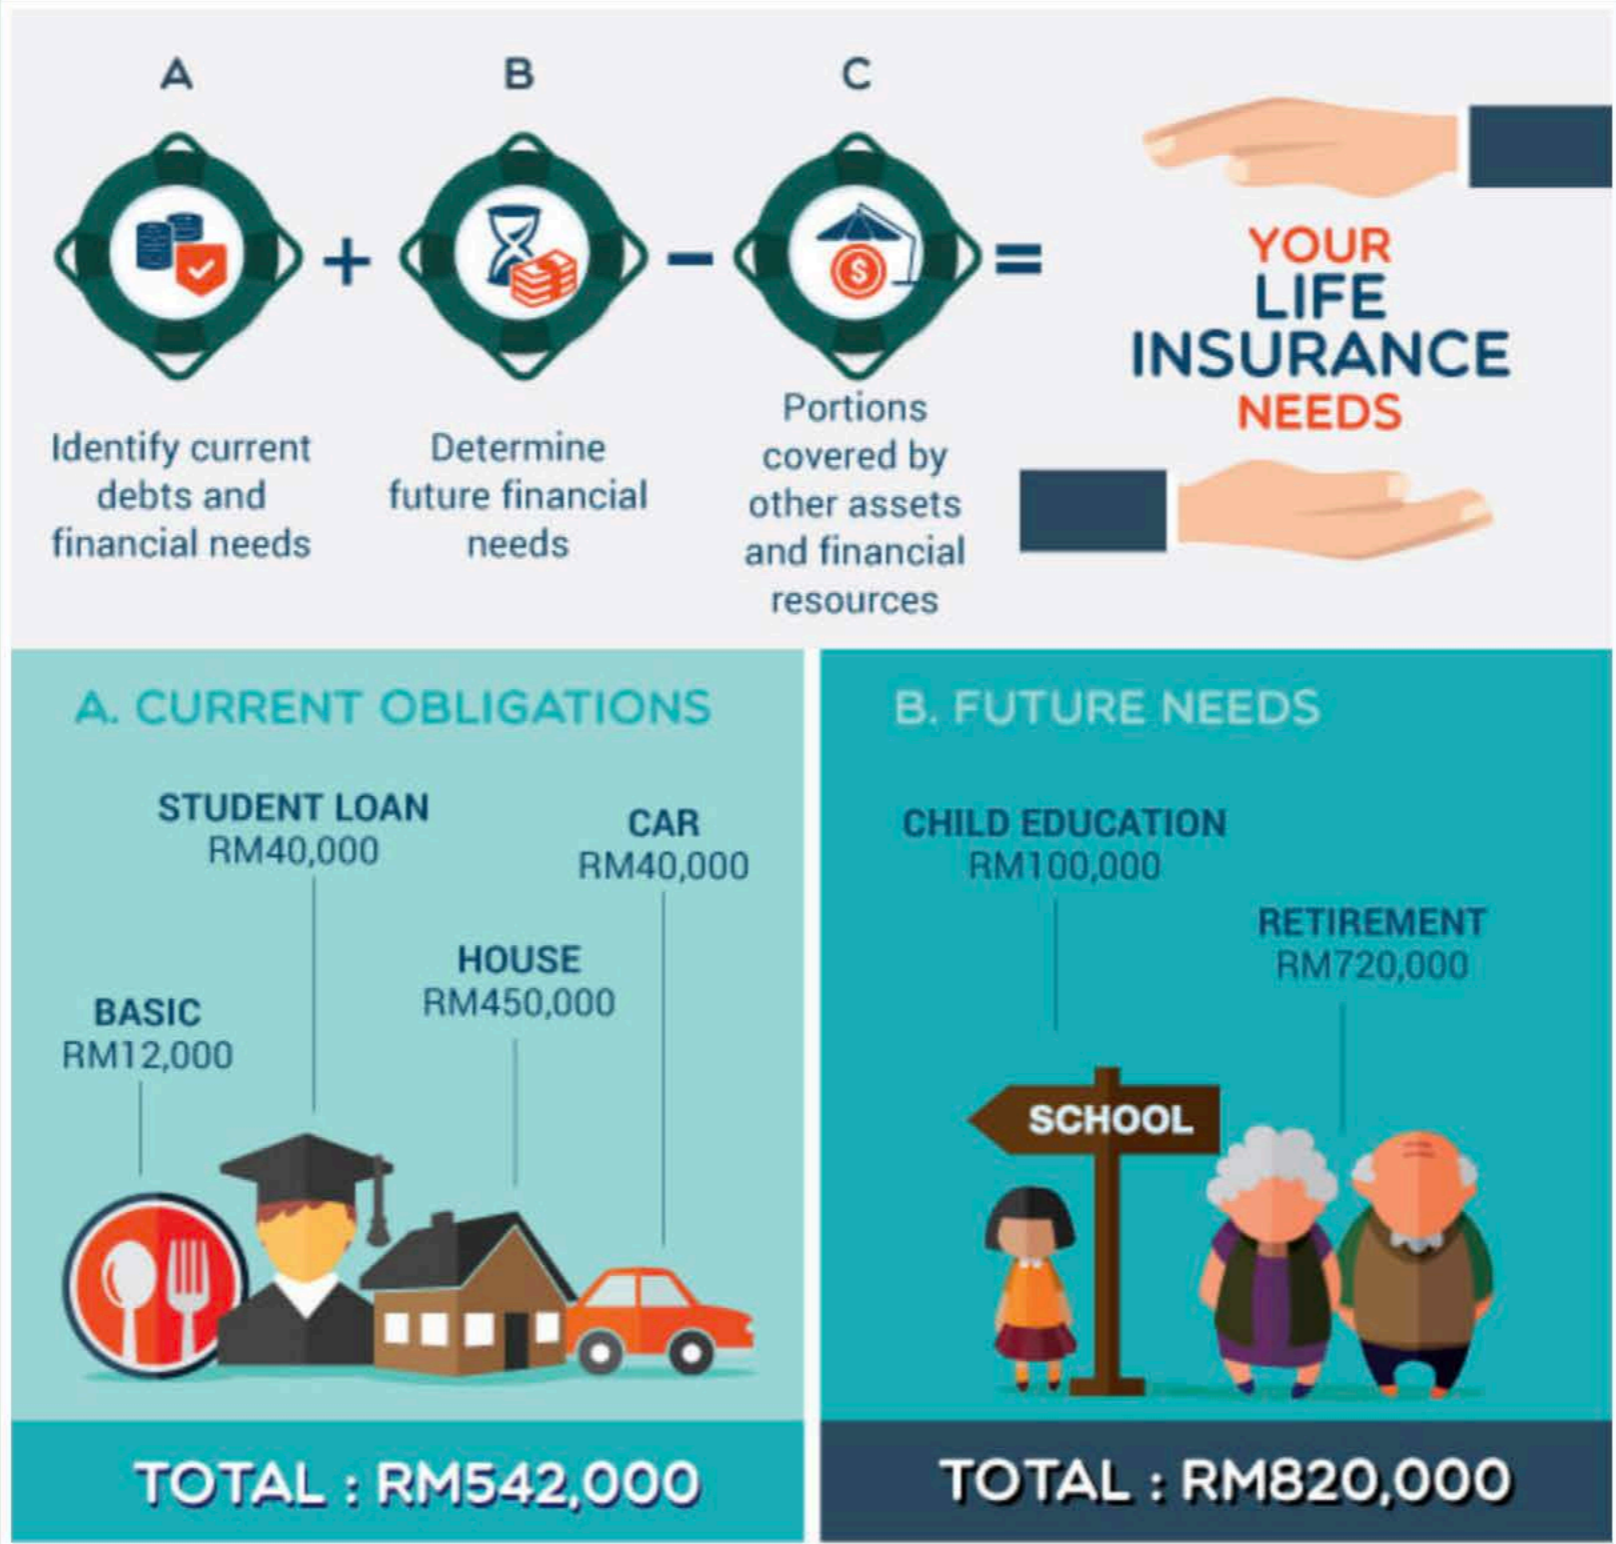 A
B
C
+
-
=
Identify current
debts and
financial needs
Determine
future financial
needs
Portions
covered by
other assets
and financial
resources
$
YOUR
LIFE
INSURANCE
NEEDS
A. CURRENT OBLIGATIONS
STUDENT LOAN
RM40,000
CAR
RM40,000
HOUSE
RM450,000
BASIC
RM12,000
TOTAL : RM542,000
B. FUTURE NEEDS
CHILD EDUCATION
RM100,000
RETIREMENT
RM720,000
SCHOOL
TOTAL : RM820,000